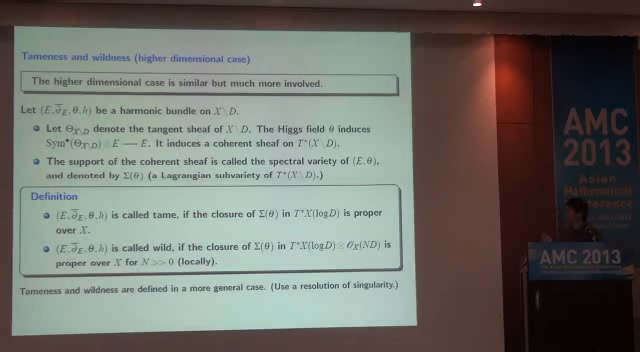 Tameness and wildness (higher dimensional case)
The higher dimensional case is similar but much more involved.
Let (E, ∂̄_E, θ, h) be a harmonic bundle on X\D.
Let Θ_{X\D} denote the tangent sheaf of X\D. The Higgs field θ induces
Sym•(Θ_{X\D}) ⊗ E ⟶ E. It induces a coherent sheaf on T*(X\D).
The support of the coherent sheaf is called the spectral variety of (E, θ),
and denoted by Σ(θ) (a Lagrangian subvariety of T*(X\D).)
Definition
(E, ∂̄_E, θ, h) is called tame, if the closure of Σ(θ) in T*X(log D) is proper
over X.
(E, ∂̄_E, θ, h) is called wild, if the closure of Σ(θ) in T*X(log D) ⊗ O_X(ND) is
proper over X for N >> 0 (locally).
Tameness and wildness are defined in a more general case. (Use a resolution of singularity.)
AMC
2013
Asian
Mathematical
Conference
AMC 2013